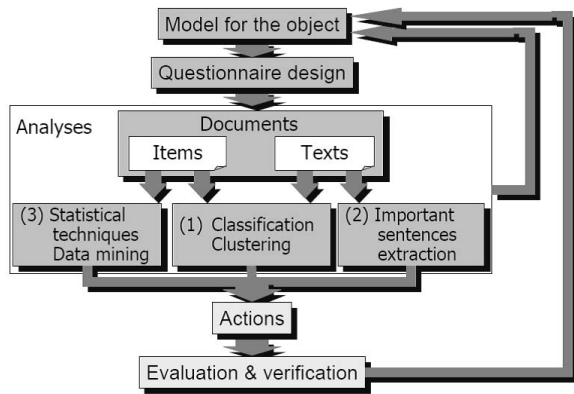 Model for the object
Questionnaire design
Analyses
Documents
Items
Texts
(3) Statistical
techniques
Data mining
(1) Classification
Clustering
(2) Important
sentences
extraction
Actions
Evaluation & verification